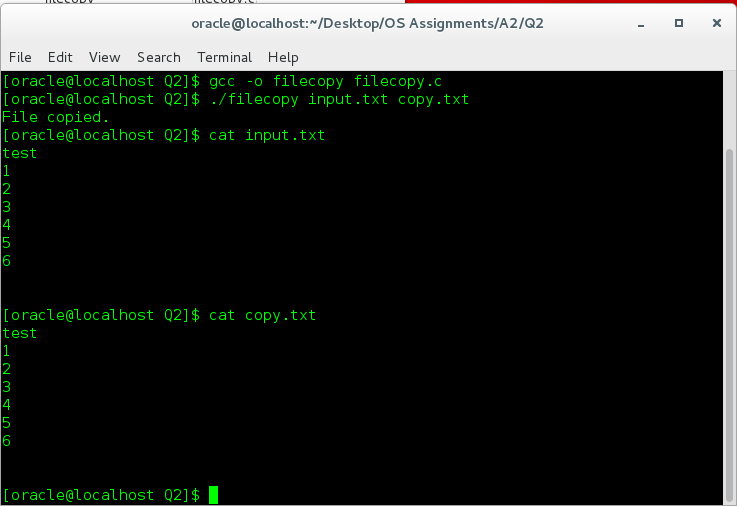 filecopy filecopy.c
oracle@localhost:~/Desktop/OS Assignments/A2/Q2
File Edit View Search Terminal Help
[oracle@localhost Q2]$ gcc -o filecopy filecopy.c
[oracle@localhost Q2]$ ./filecopy input.txt copy.txt
File copied.
[oracle@localhost Q2]$ cat input.txt
test
1
2
3
4
5
6
[oracle@localhost Q2]$ cat copy.txt
test
1
2
3
4
5
6
[oracle@localhost Q2]$